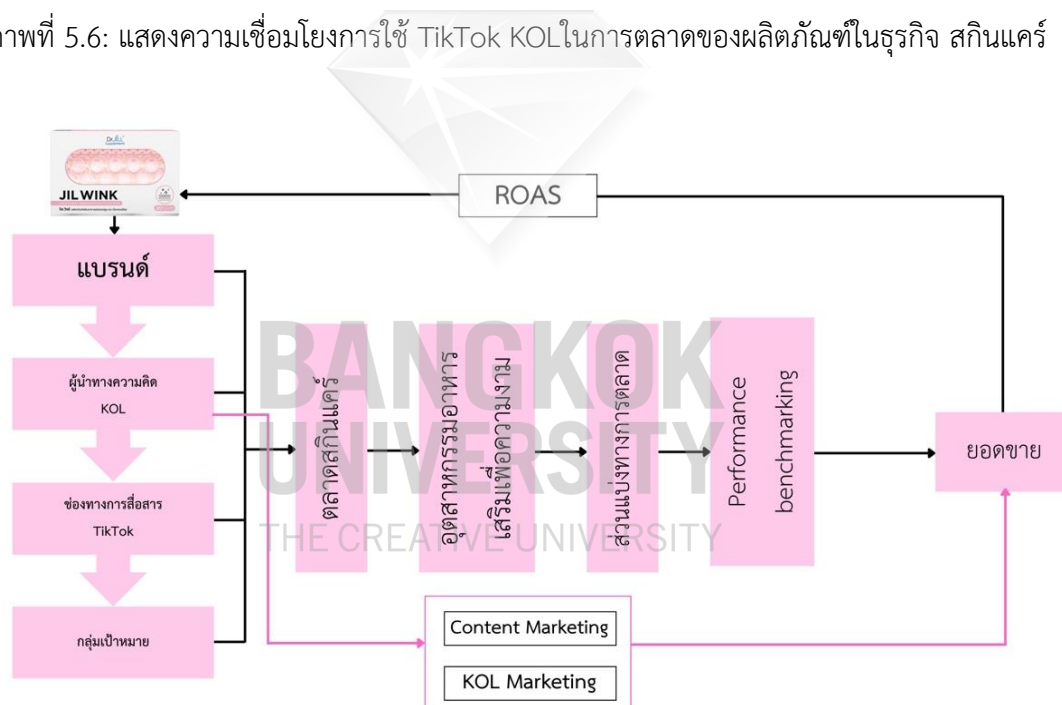 าพที่ 5.6: แสดงความเชื่อมโยงการใช้ TikTok KOLในการตลาดของผลิตภัณฑ์ในธุรกิจ สกินแคร์
ROAS
JILWINK
แบรนด์
ผู้นำทางความคิด
KOL
ช่องทางการสื่อสาร
TikTok
กลุ่มเป้าหมาย
ตลาดสกินแคร์
อุตสาหกรรมอาหาร
เสริมเพื่อความงาม
ส่วนแบ่งทางการตลาด
Performance
benchmarking
ยอดขาย
Content Marketing
KOL Marketing
BANGKOK
UNIVERSITY
THE CREATIVE UNIVERSITY